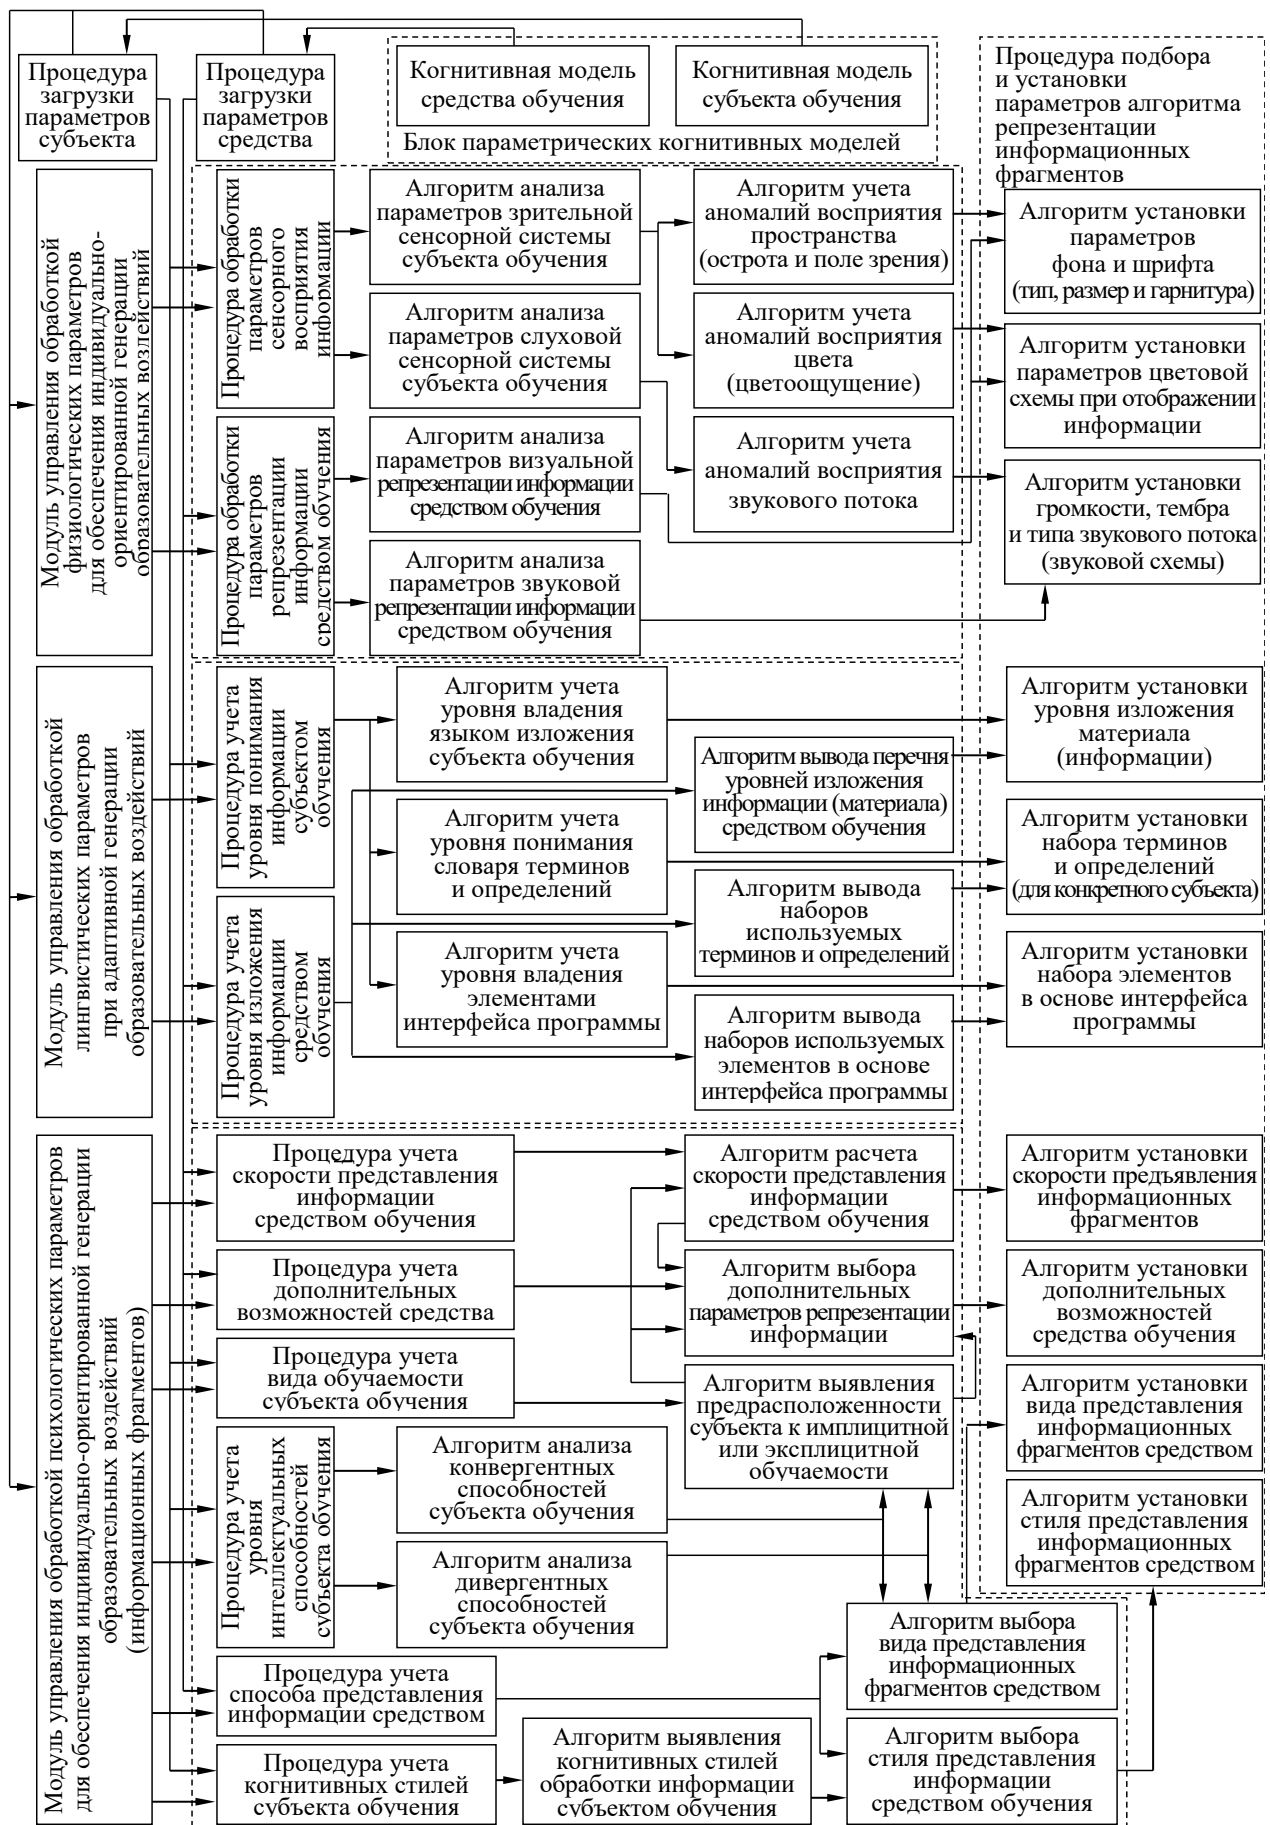 Процедура
загрузки
параметров
субъекта
Процедура
загрузки
параметров
средства
Когнитивная модель
средства обучения
Когнитивная модель
субъекта обучения
Блок параметрических когнитивных моделей
Процедура подбора
и установки
параметров алгоритма
репрезентации
информационных
фрагментов
Модуль управления обработкой
физиологических параметров
для обеспечения индивидуально-
ориентированной генерации
образовательных воздействий
Процедура обработки
параметров
сенсорного
восприятия
информации
Алгоритм анализа
параметров зрительной
сенсорной системы
субъекта обучения
Алгоритм учета
аномалий восприятия
пространства
(острота и поле зрения)
Алгоритм установки
параметров
фона и шрифта
(тип, размер и гарнитура)
Алгоритм анализа
параметров слуховой
сенсорной системы
субъекта обучения
Алгоритм учета
аномалий восприятия
цвета
(цветоощущение)
Алгоритм установки
параметров цветовой
схемы при отображении
информации
Процедура обработки
параметров
репрезентации
информации
средством обучения
Алгоритм анализа
параметров визуальной
репрезентации информации
средством обучения
Алгоритм учета
аномалий восприятия
звукового потока
Алгоритм установки
громкости, тембра
и типа звукового потока
(звуковой схемы)
Алгоритм анализа
параметров звуковой
репрезентации информации
средством обучения
Модуль управления обработкой
лингвистических параметров
при адаптивной генерации
образовательных воздействий
Процедура учета
уровня понимания
информации
субъектом
обучения
Алгоритм учета
уровня владения
языком изложения
субъекта обучения
Алгоритм вывода перечня
уровней изложения
информации (материала)
средством обучения
Алгоритм установки
уровня изложения
материала
(информации)
Алгоритм учета
уровня понимания
словаря терминов
и определений
Алгоритм установки
набора терминов
и определений
(для конкретного субъекта)
Процедура учета
уровня изложения
информации
средством
обучения
Алгоритм вывода
наборов
используемых
терминов и определений
Алгоритм учета
уровня владения
элементами
интерфейса программы
Алгоритм установки
набора элементов
в основе интерфейса
программы
Алгоритм вывода
наборов используемых
элементов в основе
интерфейса программы
Модуль управления обработкой психологических параметров
для обеспечения индивидуально-ориентированной генерации
образовательных воздействий
(информационных фрагментов)
Процедура учета
скорости представления
информации
средством обучения
Алгоритм расчета
скорости представления
информации
средством обучения
Алгоритм установки
скорости предъявления
информационных
фрагментов
Процедура учета
дополнительных
возможностей средства
Алгоритм выбора
дополнительных
параметров репрезентации
информации
Алгоритм установки
дополнительных
возможностей
средства обучения
Процедура учета
вида обучаемости
субъекта обучения
Алгоритм выявления
предрасположенности
субъекта к имплицитной
или эксплицитной
обучаемости
Алгоритм установки
вида представления
информационных
фрагментов средством
Процедура учета
уровня
интеллектуальных
способностей
субъекта обучения
Алгоритм анализа
конвергентных
способностей
субъекта обучения
Алгоритм установки
стиля представления
информационных
фрагментов средством
Алгоритм анализа
дивергентных
способностей
субъекта обучения
Алгоритм выбора
вида представления
информационных
фрагментов средством
Процедура учета
способа представления
информации средством
Процедура учета
когнитивных стилей
субъекта обучения
Алгоритм выявления
когнитивных стилей
обработки информации
субъектом обучения
Алгоритм выбора
стиля представления
информации
средством обучения